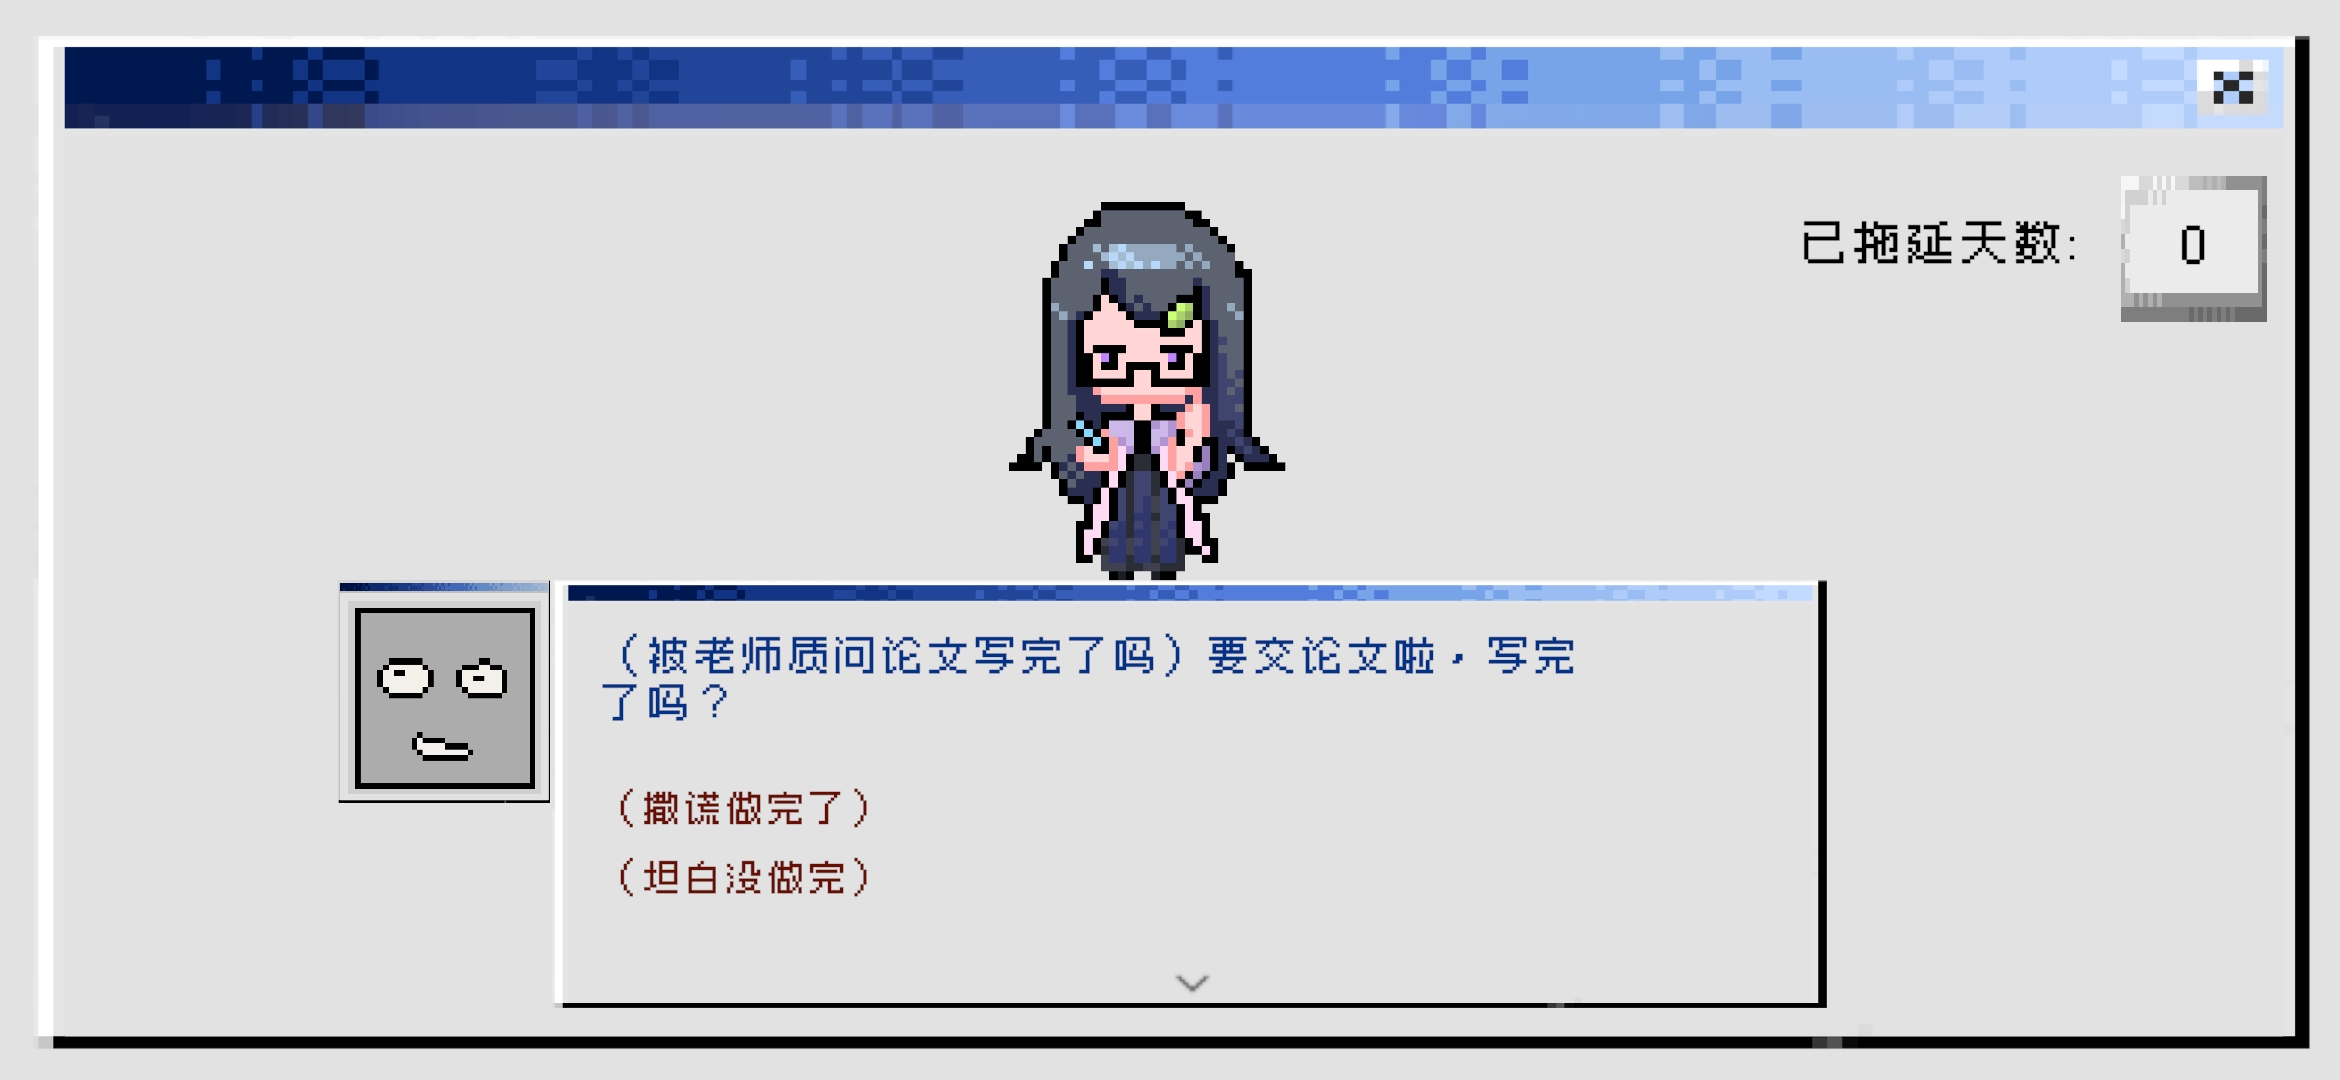 已拖延天数:
0
（被老师质问论文写完了吗）要交论文啦，写完
了吗？
（撒谎做完了）
（坦白没做完）